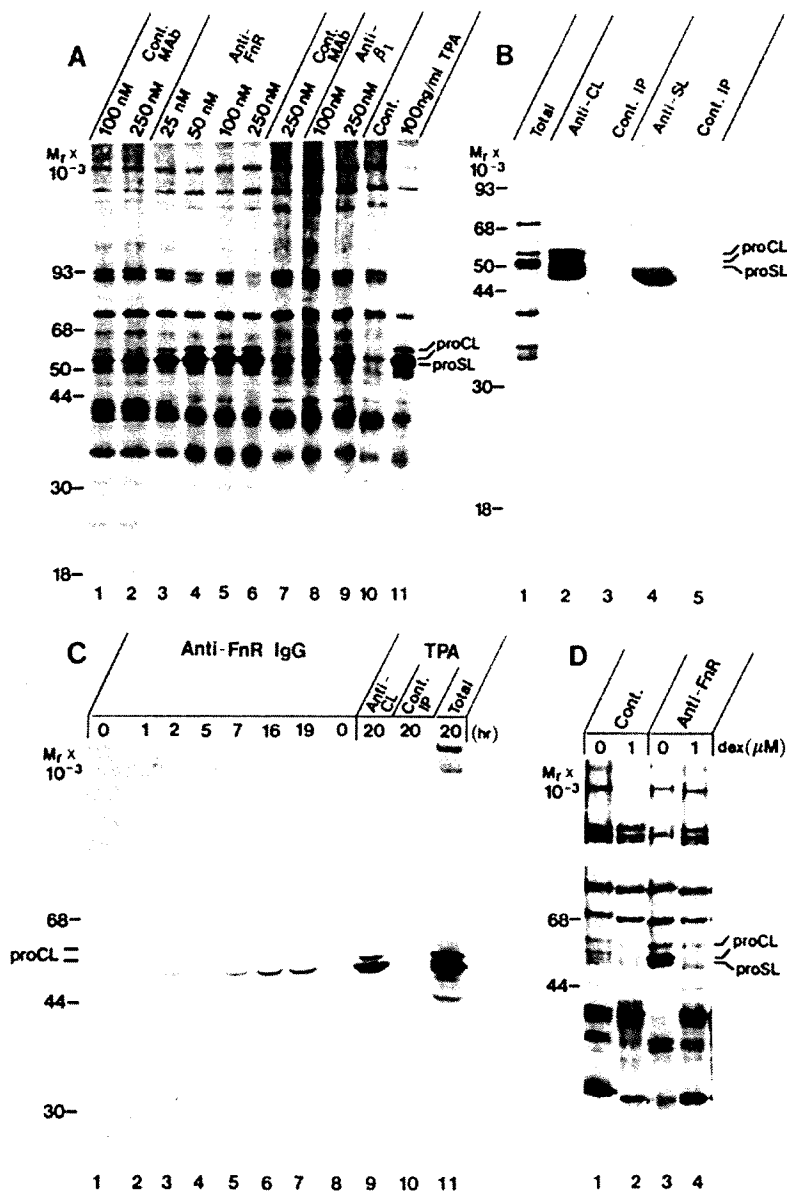 A
Cont. MAb
Anti-FnR
Cont. MAb
Anti-β1
100 nM
250 nM
25 nM
50 nM
100 nM
250 nM
250 nM
100 nM
250 nM
Cont.
100ng/ml TPA
Mr x
10-3
93
68
50
44
30
18
proCL
proSL
1 2 3 4 5 6 7 8 9 10 11
B
Total
Anti-CL
Cont. IP
Anti-SL
Cont IP
Mr x
10-3
93
68
50
44
30
18
proCL
proSL
1 2 3 4 5
C
Anti-FnR IgG
TPA
Anti-CL
Cont. IP
Total
0 1 2 5 7 16 19 0 20 20 20 (hr)
Mr x
10-3
68
proCL
44
30
1 2 3 4 5 6 7 8 9 10 11
D
Cont.
Anti-FnR
0 1 0 1 dex(μM)
Mr x
10-3
68
44
proCL
proSL
1 2 3 4